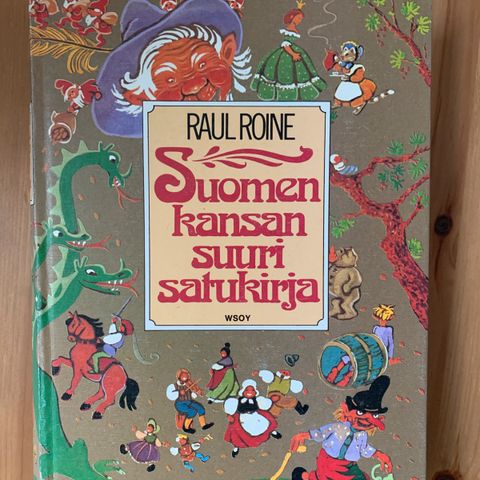 RAUL ROINE
Suomen
kansan
suuri
satukirja
WSOY